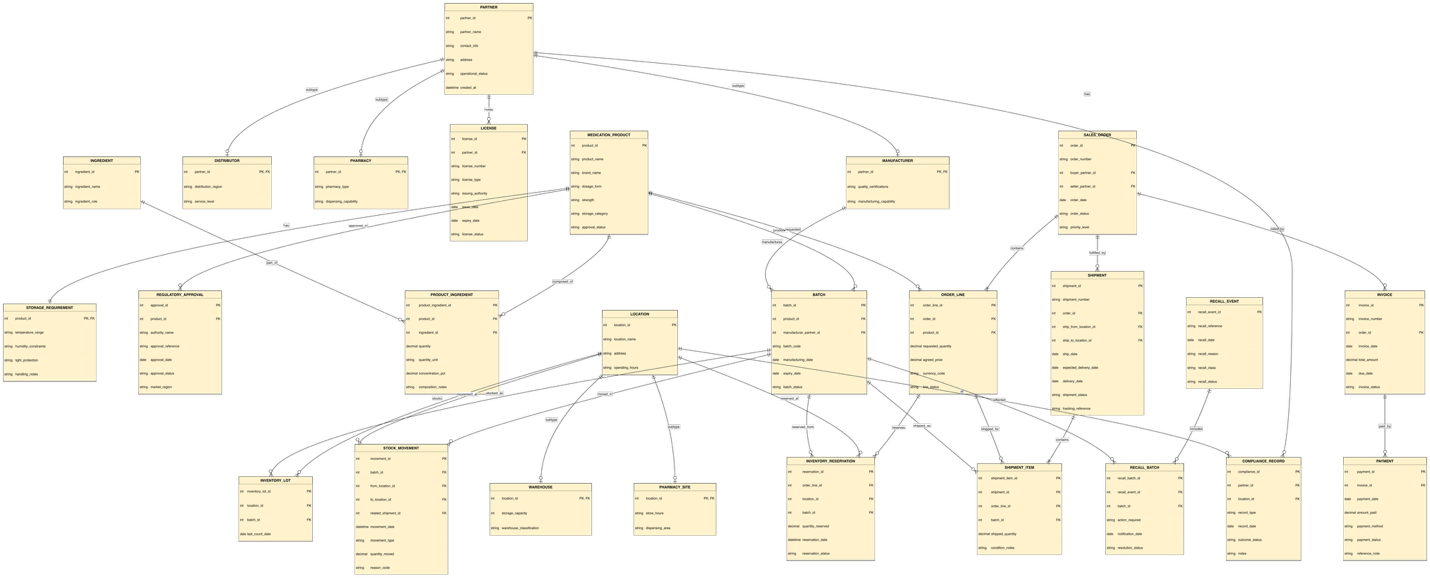 PARTNER
int partner_id PK
string partner_name
string contact_info
string address
string operational_status
datetime created_at
subtype
subtype
holds
subtype
has
LICENSE
int license_id PK
int partner_id FK
string license_number
string license_type
string issuing_authority
date issue_date
date expiry_date
string license_status
MEDICATION_PRODUCT
int product_id PK
string product_name
string brand_name
string dosage_form
string strength
string storage_category
string approval_status
SALES_ORDER
int order_id PK
string order_number
int buyer_partner_id FK
int seller_partner_id FK
date order_date
string order_status
string priority_level
INGREDIENT
int ingredient_id PK
string ingredient_name
string ingredient_role
DISTRIBUTOR
int partner_id PK, FK
string distribution_region
string service_level
PHARMACY
int partner_id PK, FK
string pharmacy_type
string dispensing_capability
MANUFACTURER
int partner_id PK, FK
string quality_certifications
string manufacturing_capability
has
approved_in
requested
manufactures
part_of
composed_of
contains
fulfilled_by
STORAGE_REQUIREMENT
int product_id PK, FK
string temperature_range
string humidity_constraints
string light_protection
string handling_notes
REGULATORY_APPROVAL
int approval_id PK
int product_id FK
string authority_name
string approval_reference
date approval_date
string approval_status
string market_region
PRODUCT_INGREDIENT
int product_ingredient_id PK
int product_id FK
int ingredient_id FK
decimal quantity
string quantity_unit
decimal concentration_pct
string composition_notes
LOCATION
int location_id PK
string location_name
string address
string operating_hours
BATCH
int batch_id PK
int product_id FK
int manufacturer_partner_id FK
string batch_code
date manufacturing_date
date expiry_date
string batch_status
ORDER_LINE
int order_line_id PK
int order_id FK
int product_id FK
decimal requested_quantity
decimal agreed_price
string currency_code
string line_status
SHIPMENT
int shipment_id PK
string shipment_number
int order_id FK
int ship_from_location_id FK
int ship_to_location_id FK
date ship_date
date expected_delivery_date
date delivery_date
string shipment_status
string tracking_reference
RECALL_EVENT
int recall_event_id PK
string recall_reference
date recall_date
string recall_reason
string recall_class
string recall_status
INVOICE
int invoice_id PK
string invoice_number
int order_id FK
date invoice_date
decimal total_amount
date due_date
string invoice_status
moved_in
reserved_at
subtype
subtype
reserved_from
reserves
shipped_as
shipped_by
contains
included
paid_by
INVENTORY_LOT
int inventory_lot_id PK
int location_id FK
int batch_id FK
date last_count_date
STOCK_MOVEMENT
int movement_id PK
int batch_id FK
int from_location_id FK
int to_location_id FK
int related_shipment_id FK
datetime movement_date
string movement_type
decimal quantity_moved
string reason_code
WAREHOUSE
int location_id PK, FK
int storage_capacity
string warehouse_classification
PHARMACY_SITE
int location_id PK, FK
string store_hours
string dispensing_area
INVENTORY_RESERVATION
int reservation_id PK
int order_line_id FK
int location_id FK
int batch_id FK
decimal quantity_reserved
datetime reservation_date
string reservation_status
SHIPMENT_ITEM
int shipment_item_id PK
int shipment_id FK
int order_line_id FK
int batch_id FK
decimal shipped_quantity
string condition_notes
RECALL_BATCH
int recall_batch_id PK
int recall_event_id FK
int batch_id FK
string action_required
date notification_date
string resolution_status
COMPLIANCE_RECORD
int compliance_id PK
int partner_id FK
int location_id FK
string record_type
date record_date
string outcome_status
string notes
PAYMENT
int payment_id PK
int invoice_id FK
date payment_date
decimal amount_paid
string payment_method
string payment_status
string reference_note